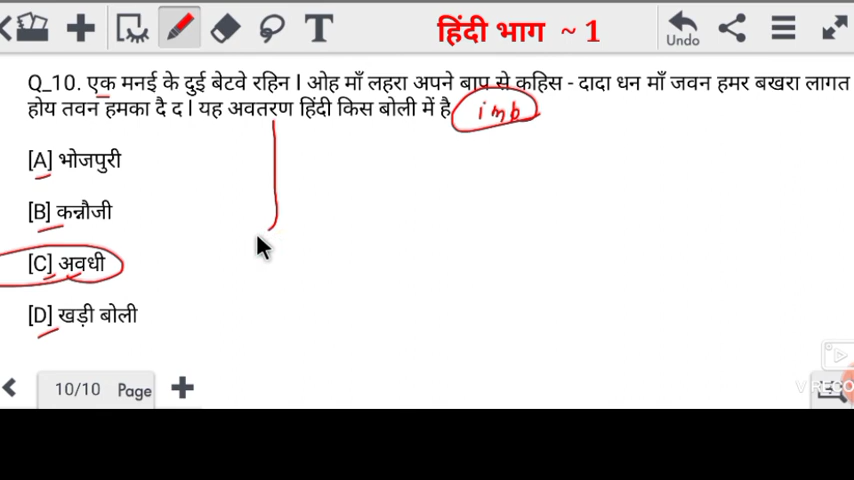 हिंदी भाग ~ 1
Undo
Q_10. एक मनई के दुई बेटवे रहिन l ओह माँ लहरा अपने बाप से कहिस - दादा धन माँ जवन हमर बखरा लागत
होय तवन हमका दै द l यह अवतरण हिंदी किस बोली में है
imb
[A] भोजपुरी
[B] कन्नौजी
[C] अवधी
[D] खड़ी बोली
10/10 Page
V RECO